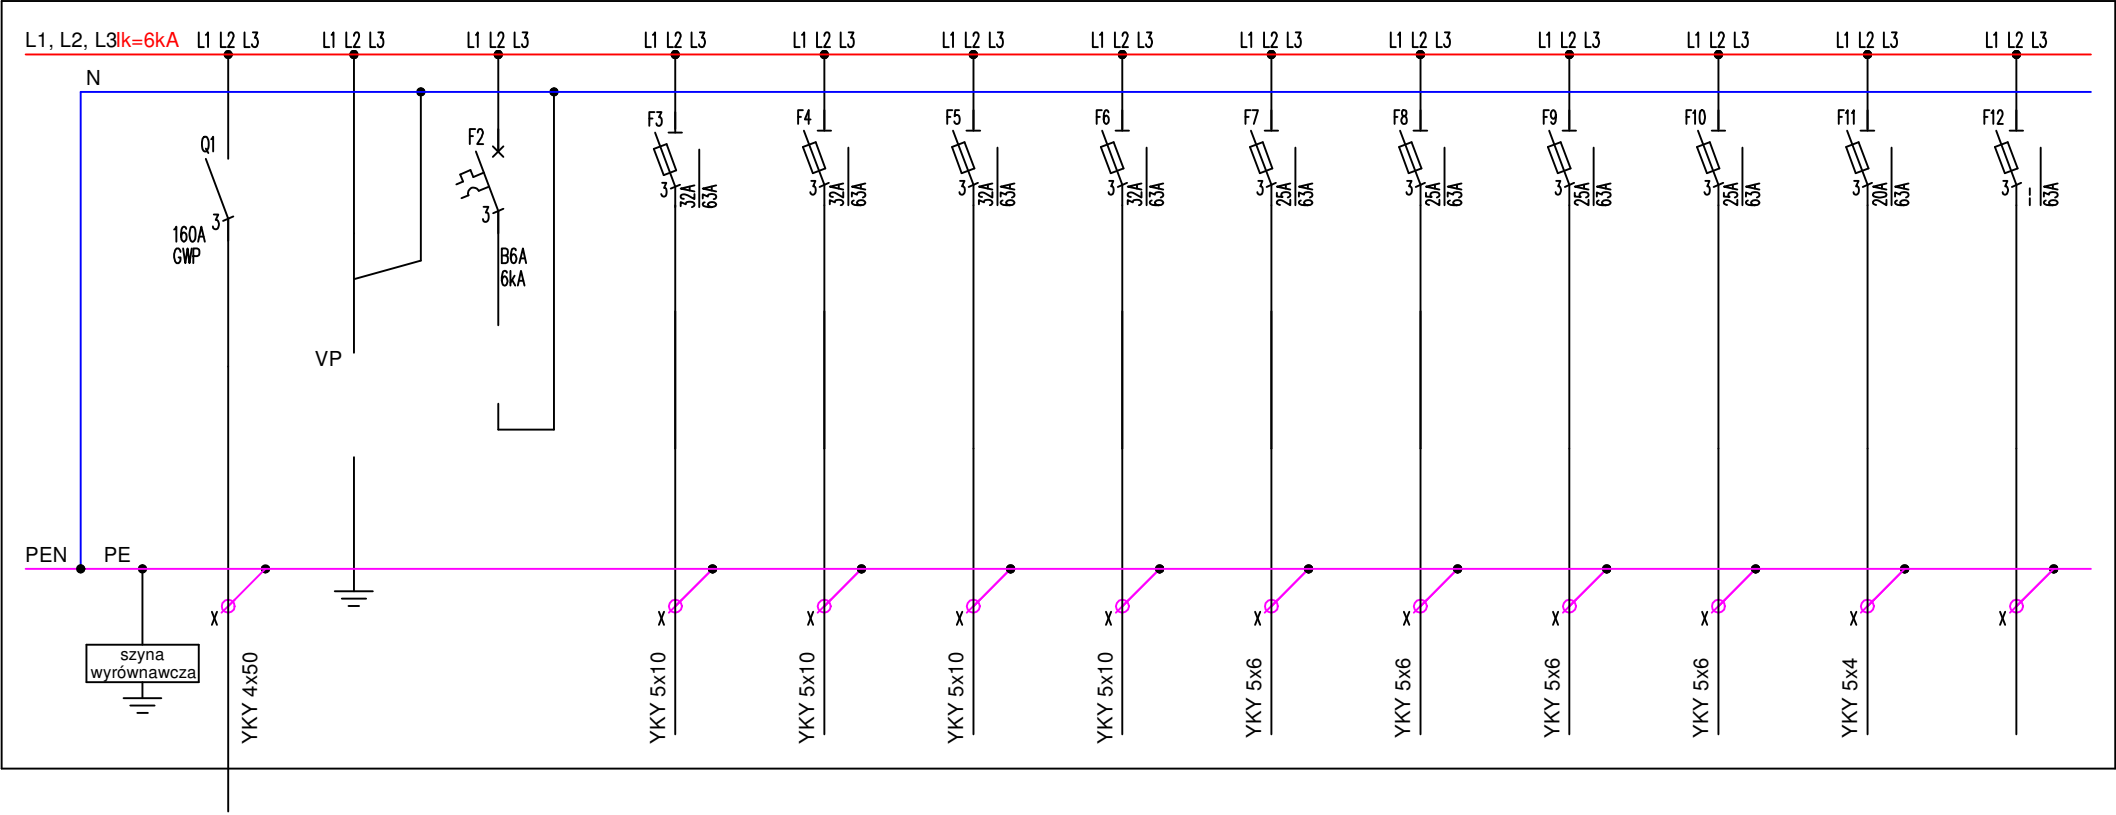 L1, L2, L3 Ik=6kA L1 L2 L3 L1 L2 L3 L1 L2 L3 L1 L2 L3 L1 L2 L3 L1 L2 L3 L1 L2 L3 L1 L2 L3 L1 L2 L3 L1 L2 L3 L1 L2 L3 L1 L2 L3 L1 L2 L3
N
Q1 F2 F3 F4 F5 F6 F7 F8 F9 F10 F11 F12
3 3 3 3 3 3 3 3 3 3 3 3
32A 32A 32A 32A 25A 25A 25A 25A 20A ---
63A 63A 63A 63A 63A 63A 63A 63A 63A 63A
160A
GWP
B6A
6kA
VP
PEN PE
X X X X X X X X X X X
szyna
wyrównawcza
YKY 4x50 YKY 5x10 YKY 5x10 YKY 5x10 YKY 5x10 YKY 5x6 YKY 5x6 YKY 5x6 YKY 5x6 YKY 5x4